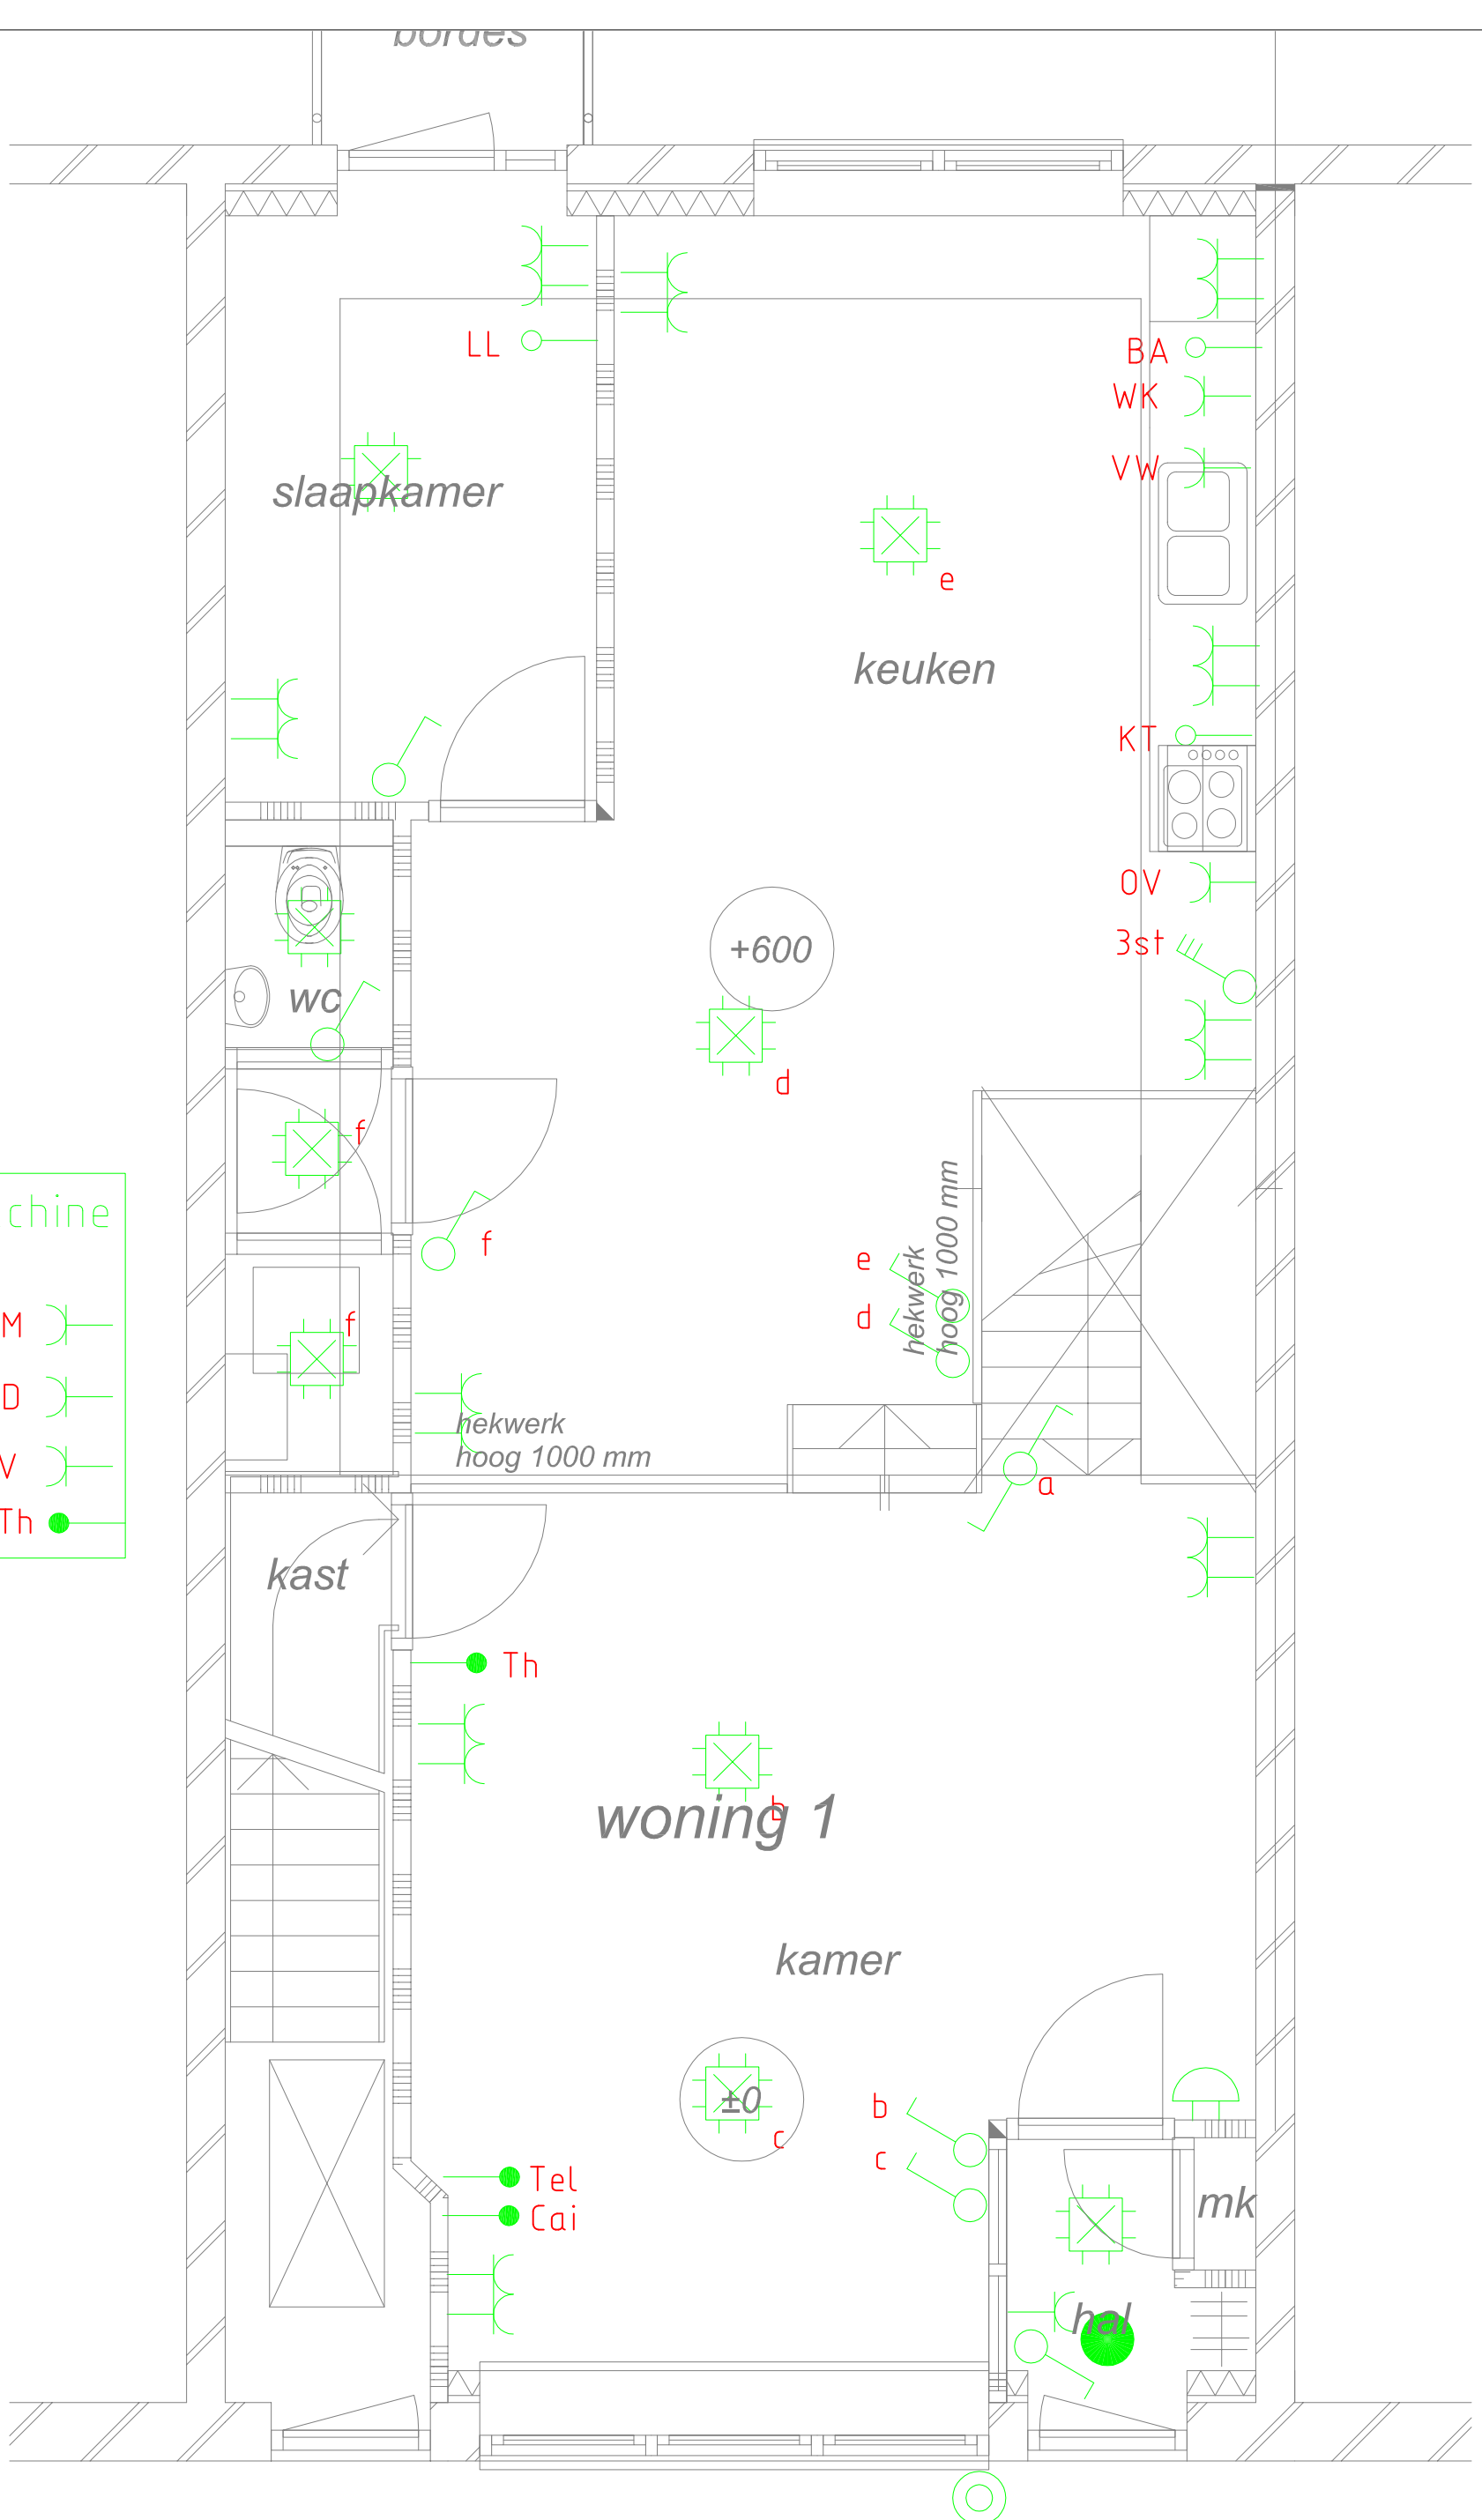 bordes
LL
BA
WK
VW
slaapkamer
e
keuken
KT
OV
+600
3st
wc
d
f
chine
f
hekwerk
hoog 1000 mm
e
d
M
f
D
hekwerk
hoog 1000 mm
V
a
Th
kast
Th
b
woning 1
kamer
±0
b
c
c
Tel
Cai
mk
hal